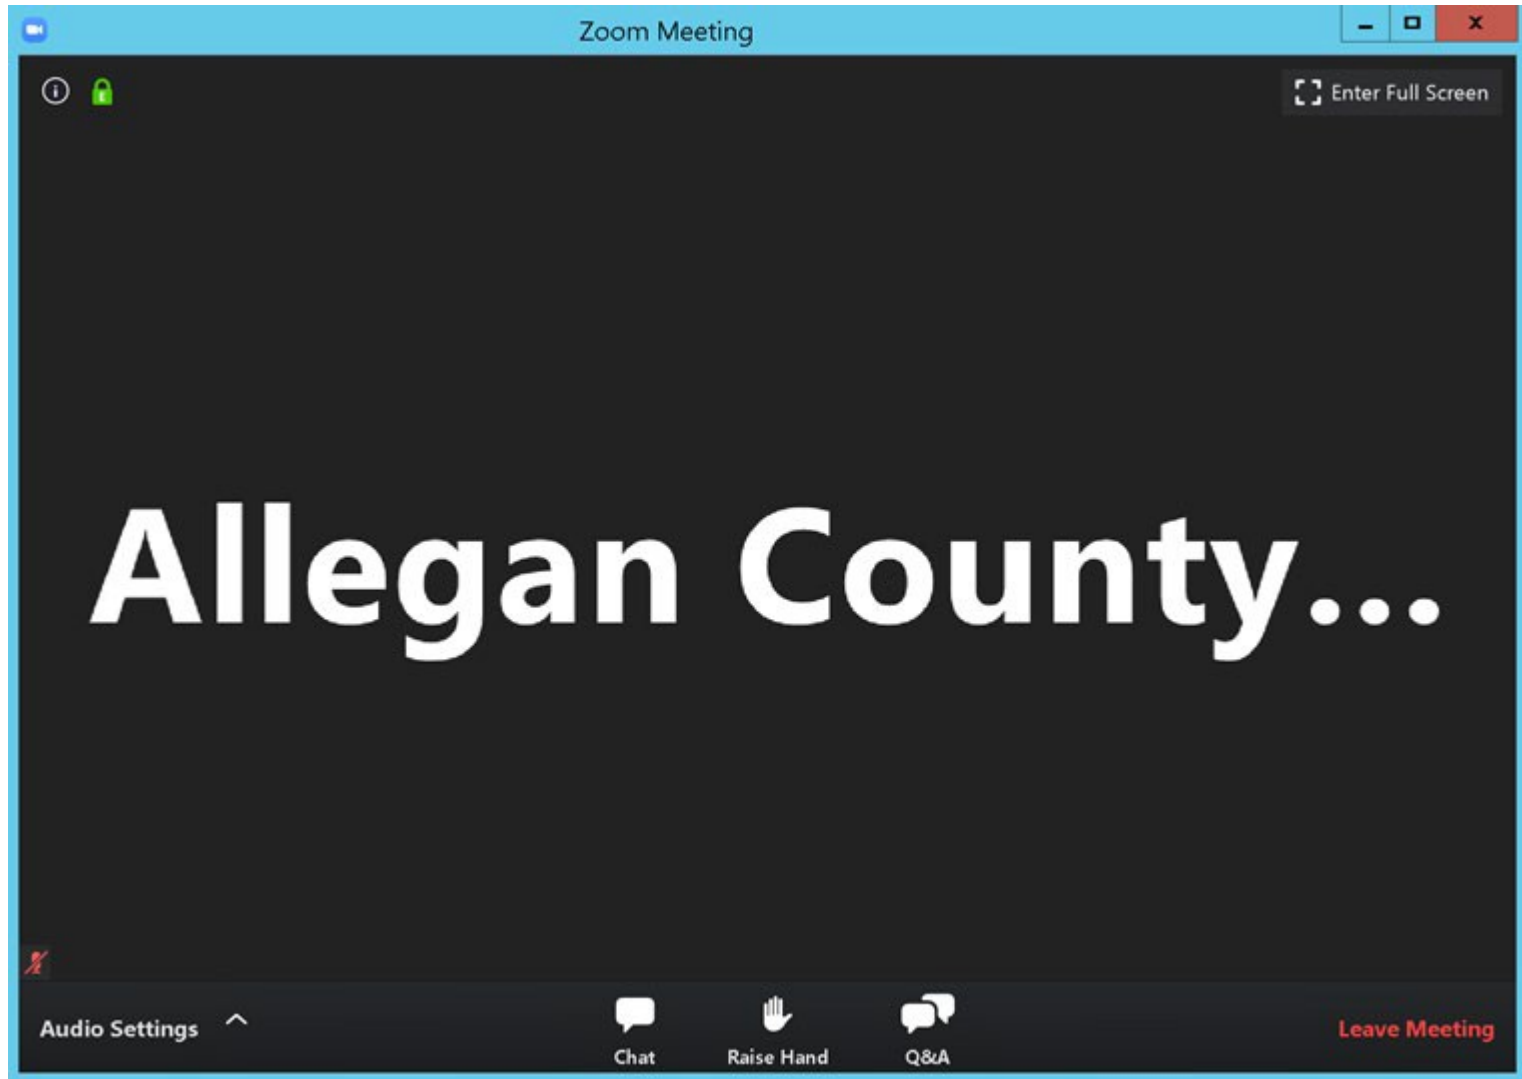 Zoom Meeting
Enter Full Screen
Allegan County...
Audio Settings
Chat
Raise Hand
Q&A
Leave Meeting